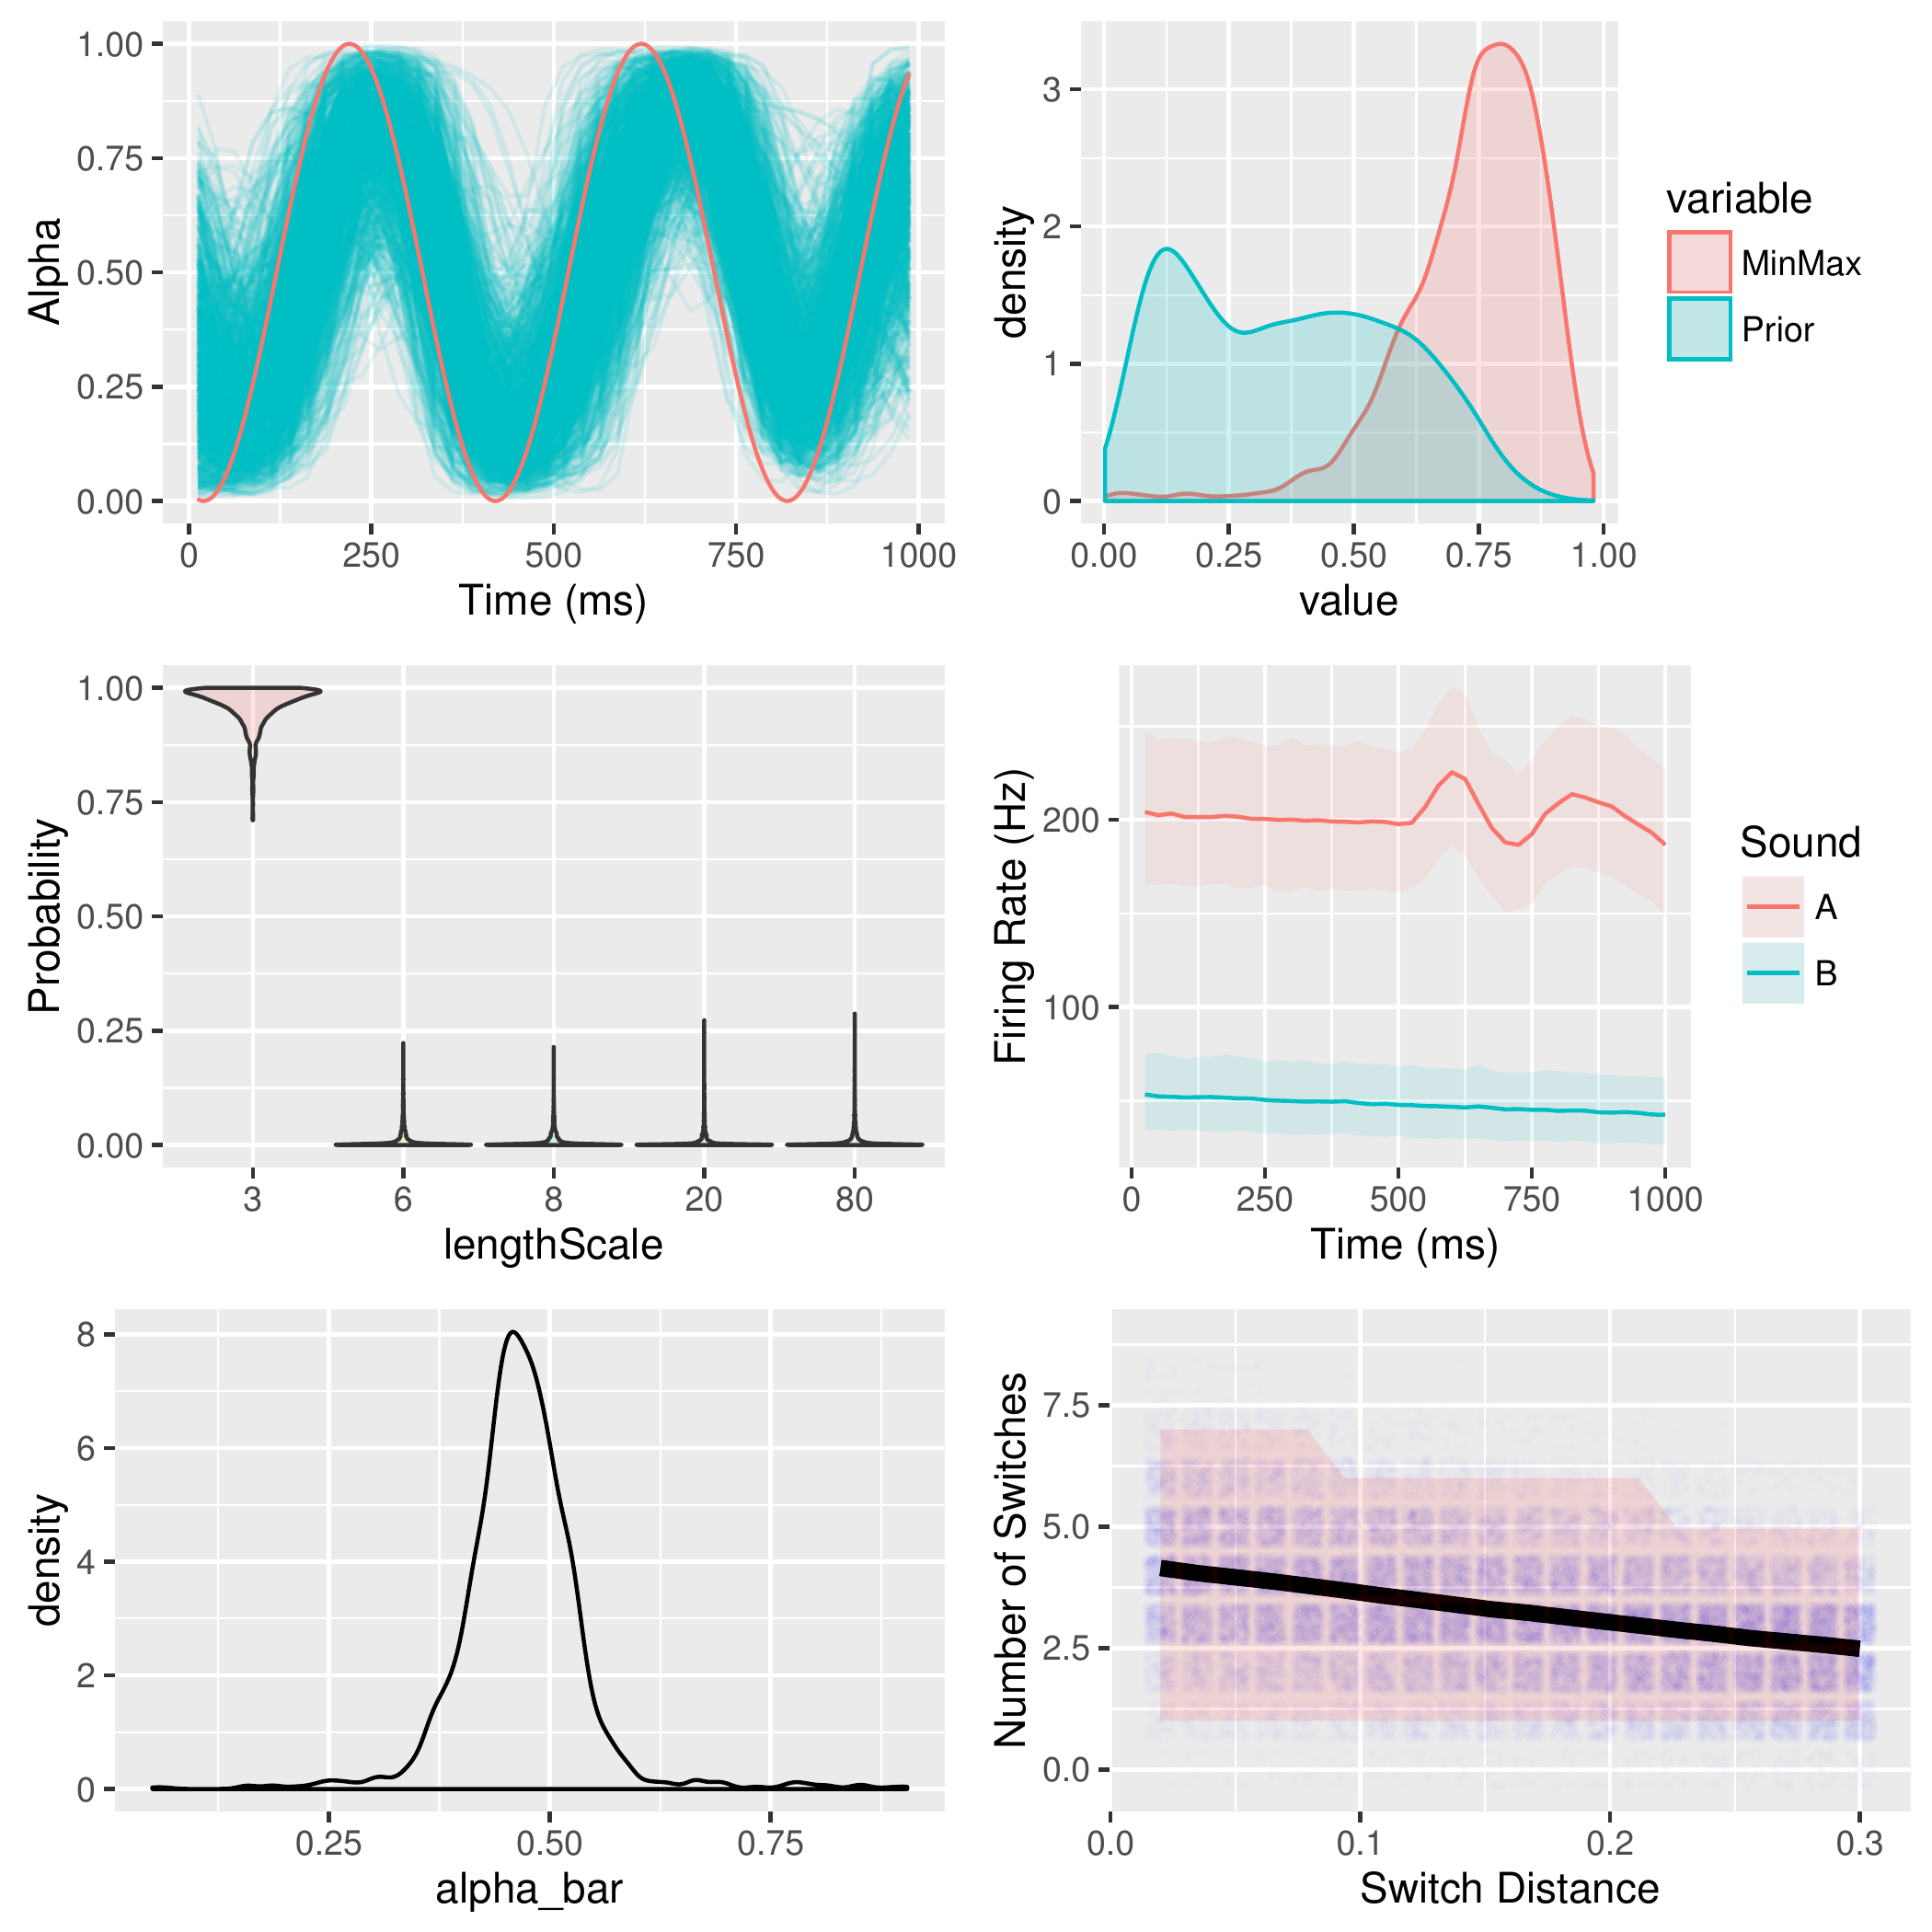 Alpha
1.00
0.75
0.50
0.25
0.00
0 250 500 750 1000
Time (ms)
density
3
2
1
0
0.00 0.25 0.50 0.75 1.00
value
variable
MinMax
Prior
Probability
1.00
0.75
0.50
0.25
0.00
3 6 8 20 80
lengthScale
Firing Rate (Hz)
200
100
0 250 500 750 1000
Time (ms)
Sound
A
B
density
8
6
4
2
0
0.25 0.50 0.75
alpha_bar
Number of Switches
7.5
5.0
2.5
0.0
0.0 0.1 0.2 0.3
Switch Distance